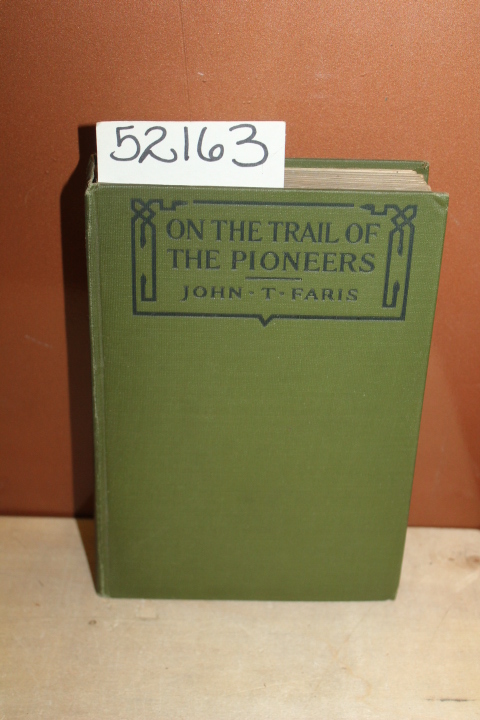 52163
ON THE TRAIL OF
THE PIONEERS
JOHN - T - FARIS